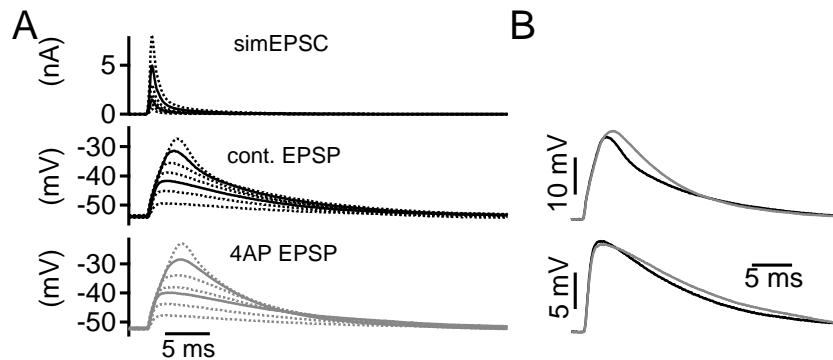 A
B
simEPSC
(nA)
5
0
cont. EPSP
(mV)
-30
-40
-50
4AP EPSP
(mV)
-30
-40
-50
5 ms
10 mV
5 mV
5 ms